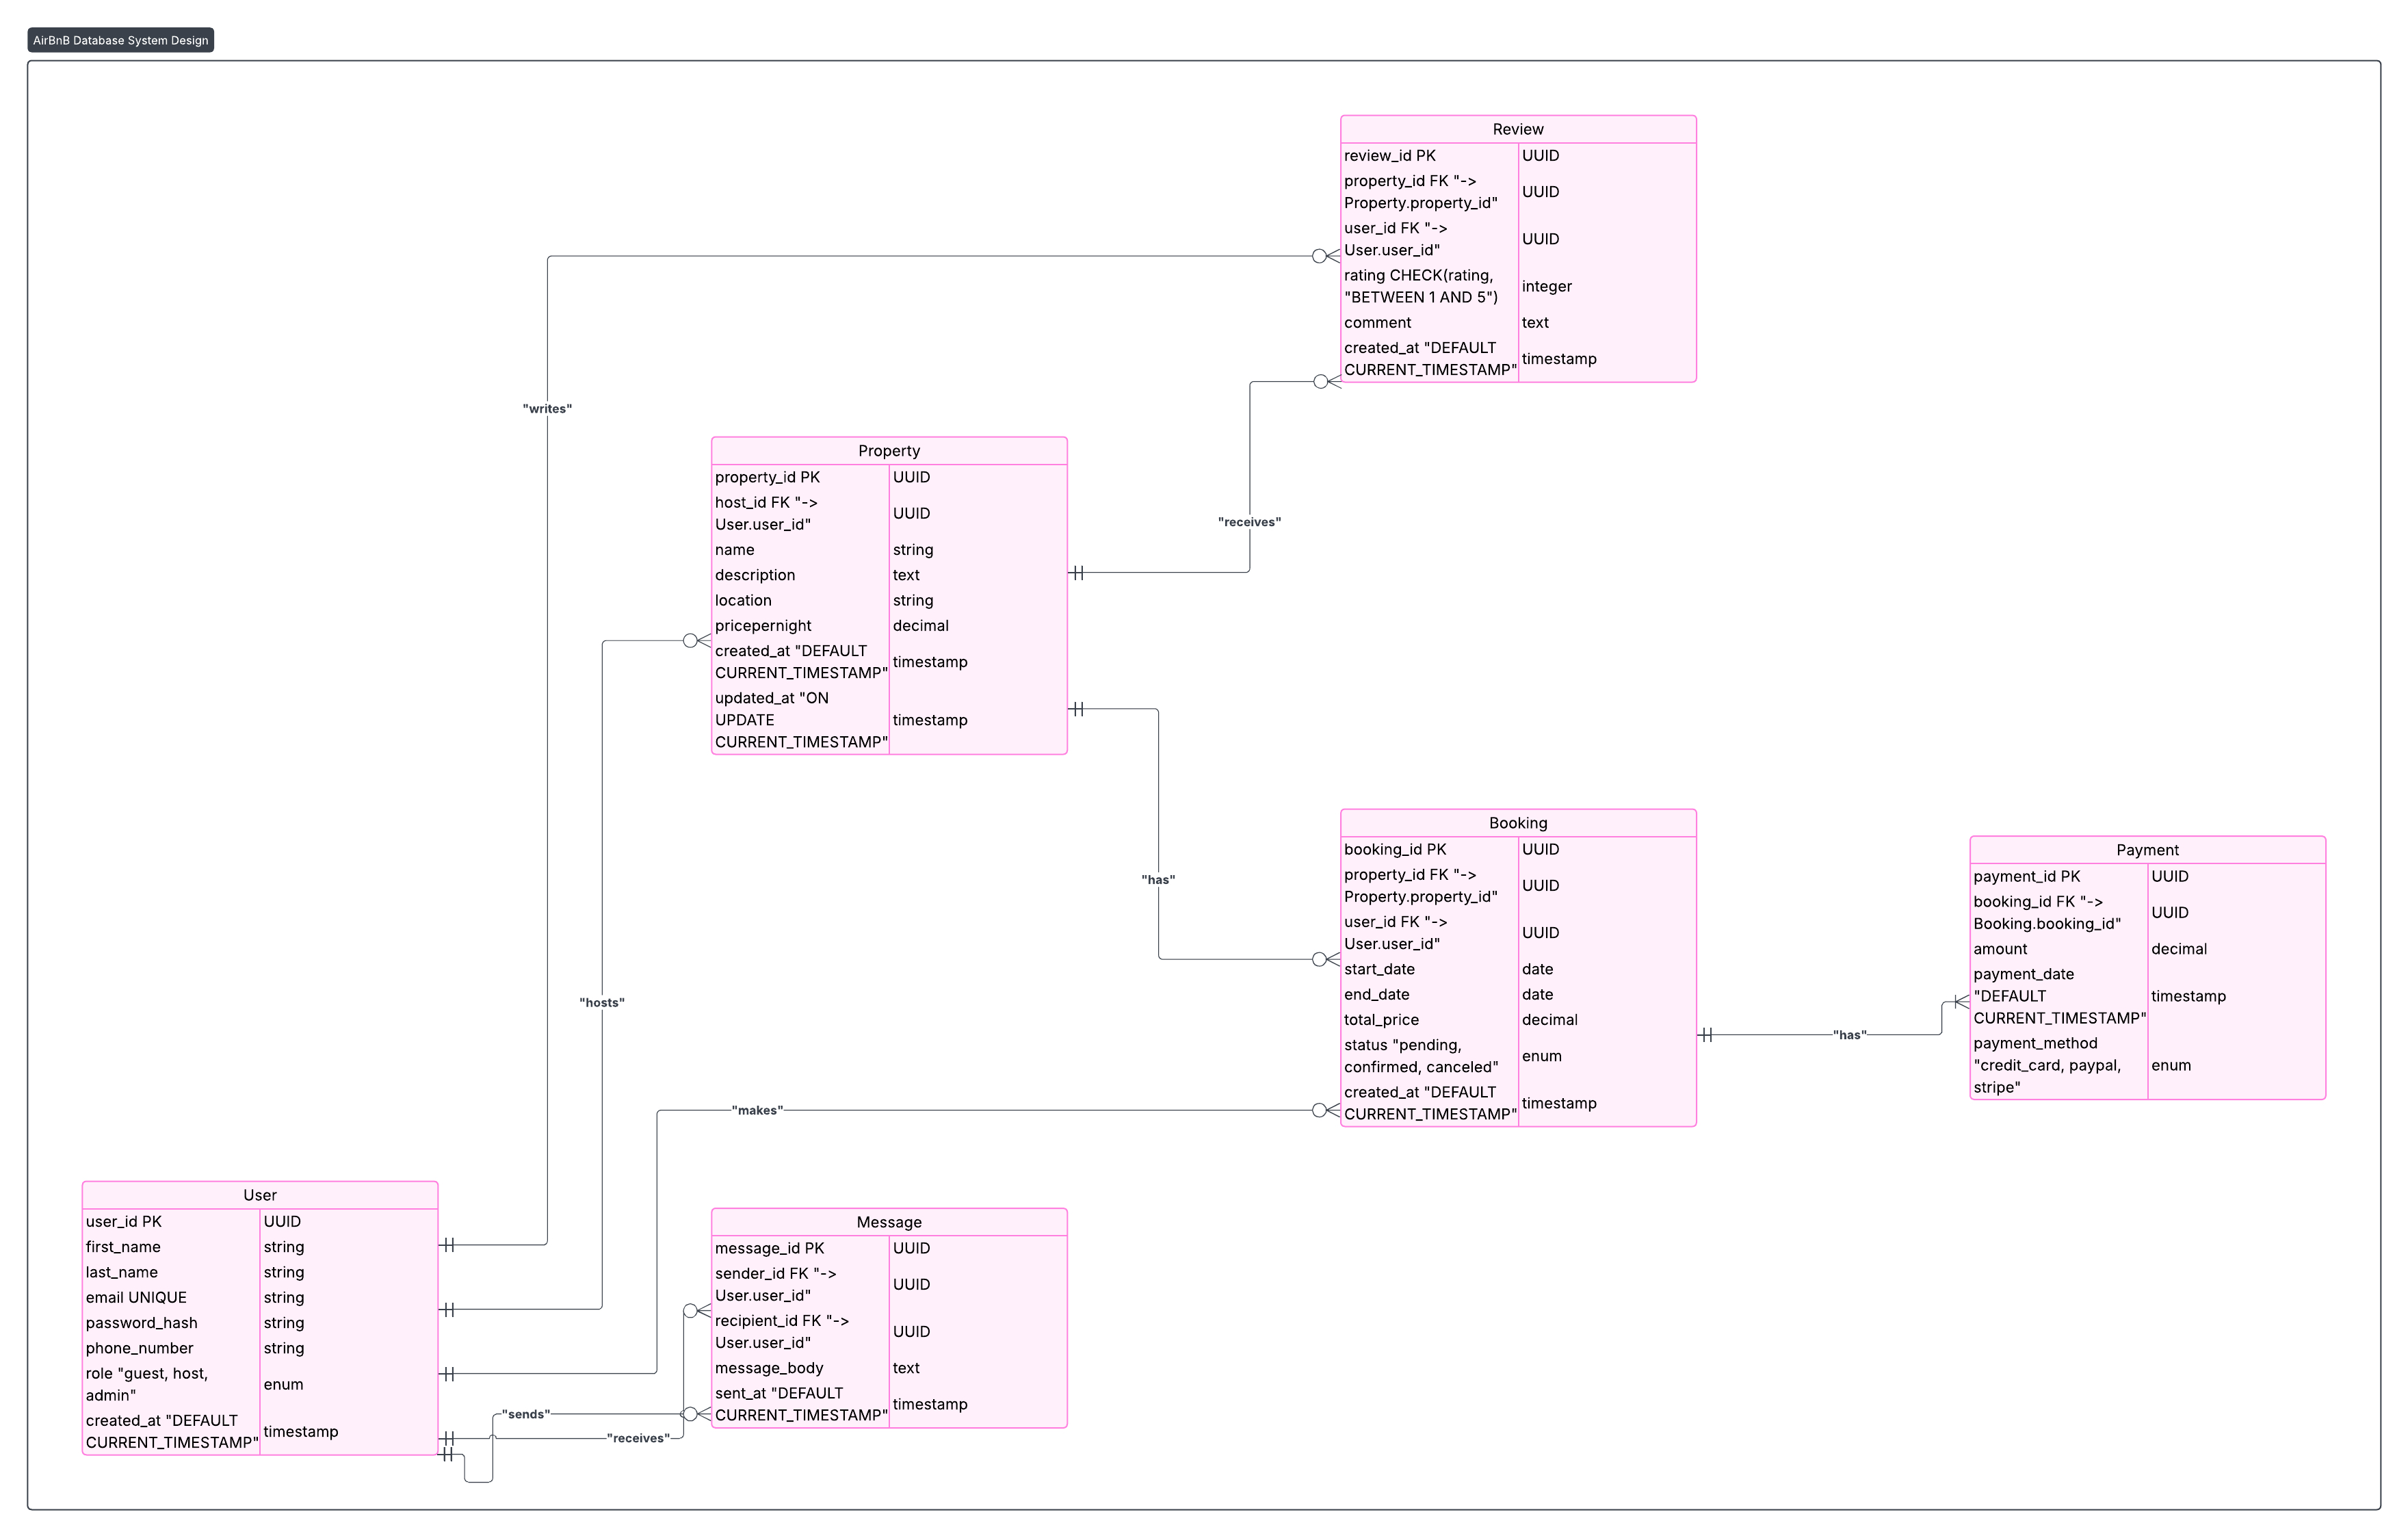 AirBnB Database System Design
Review
review_id PK
UUID
property_id FK "->
Property.property_id"
UUID
user_id FK "->
User.user_id"
UUID
rating CHECK(rating,
"BETWEEN 1 AND 5")
integer
comment
text
created_at "DEFAULT
CURRENT_TIMESTAMP"
timestamp
"writes"
Property
property_id PK
UUID
host_id FK "->
User.user_id"
UUID
name
string
description
text
location
string
pricepernight
decimal
created_at "DEFAULT
CURRENT_TIMESTAMP"
timestamp
updated_at "ON
UPDATE
CURRENT_TIMESTAMP"
timestamp
"receives"
"has"
"hosts"
Booking
booking_id PK
UUID
property_id FK "->
Property.property_id"
UUID
user_id FK "->
User.user_id"
UUID
start_date
date
end_date
date
total_price
decimal
status "pending,
confirmed, canceled"
enum
created_at "DEFAULT
CURRENT_TIMESTAMP"
timestamp
"has"
Payment
payment_id PK
UUID
booking_id FK "->
Booking.booking_id"
UUID
amount
decimal
payment_date
"DEFAULT
CURRENT_TIMESTAMP"
timestamp
payment_method
"credit_card, paypal,
stripe"
enum
"makes"
User
user_id PK
UUID
first_name
string
last_name
string
email UNIQUE
string
password_hash
string
phone_number
string
role "guest, host,
admin"
enum
created_at "DEFAULT
CURRENT_TIMESTAMP"
timestamp
"sends"
"receives"
Message
message_id PK
UUID
sender_id FK "->
User.user_id"
UUID
recipient_id FK "->
User.user_id"
UUID
message_body
text
sent_at "DEFAULT
CURRENT_TIMESTAMP"
timestamp